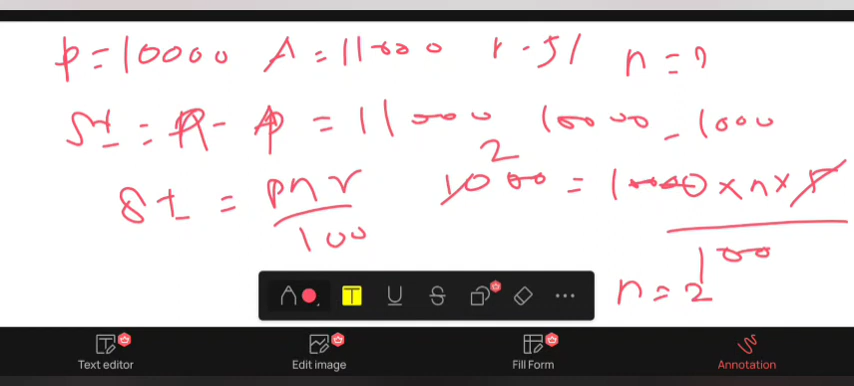 p = 10000 A = 11000 r - 5% n = ?
SI = A - P = 11000 10000 - 1000
SI = pnr / 100
2
1000 = 10000 x n x 5 / 100
n = 2
T U S
Text editor Edit image Fill Form Annotation